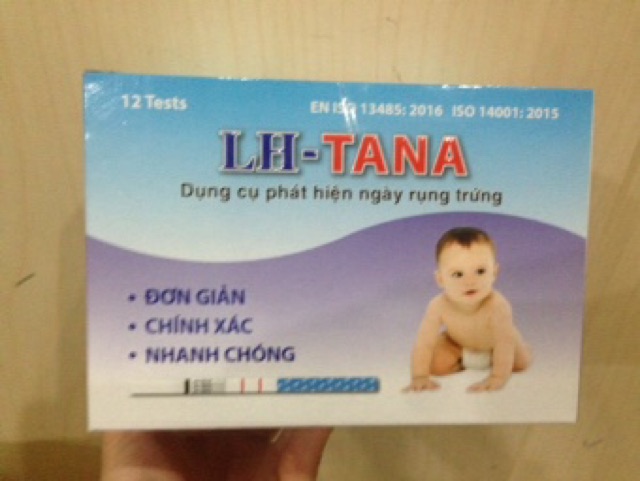 12 Tests
EN ISO 13485: 2016 ISO 14001: 2015
LH-TANA
Dụng cụ phát hiện ngày rụng trứng
• ĐƠN GIẢN
• CHÍNH XÁC
• NHANH CHÓNG